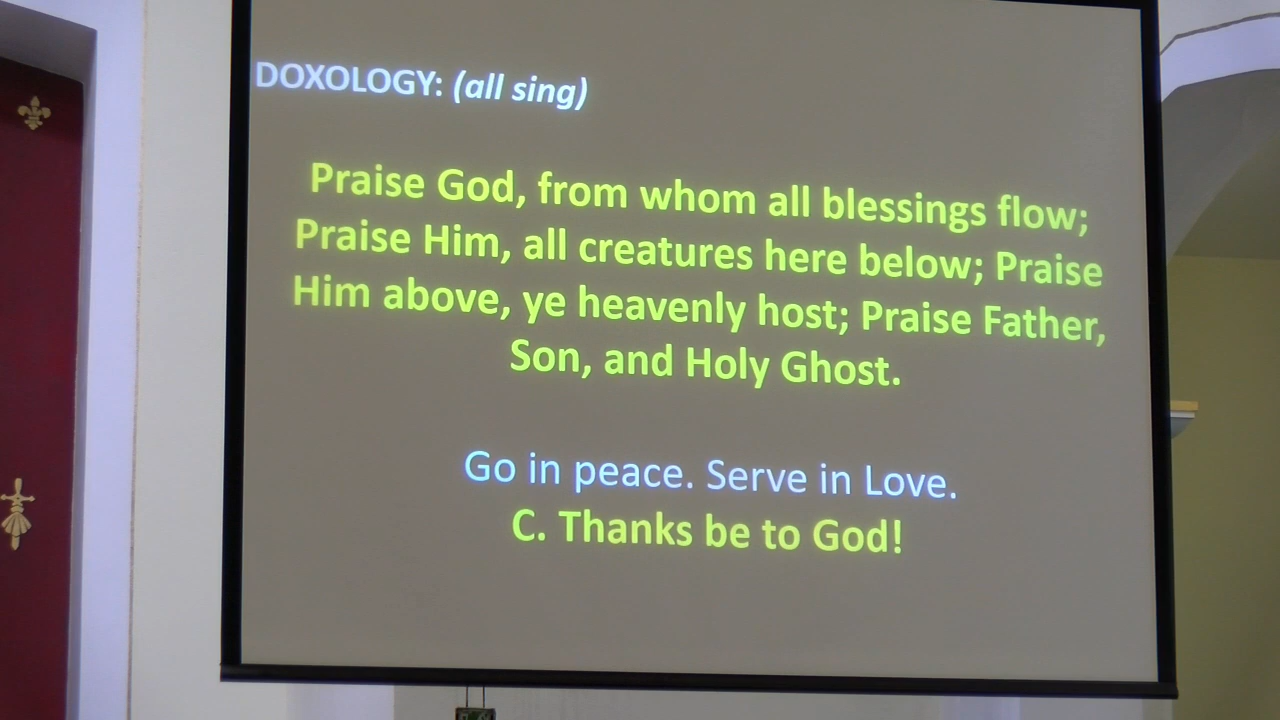 DOXOLOGY: (all sing)
Praise God, from whom all blessings flow;
Praise Him, all creatures here below; Praise
Him above, ye heavenly host; Praise Father,
Son, and Holy Ghost.
Go in peace. Serve in Love.
C. Thanks be to God!